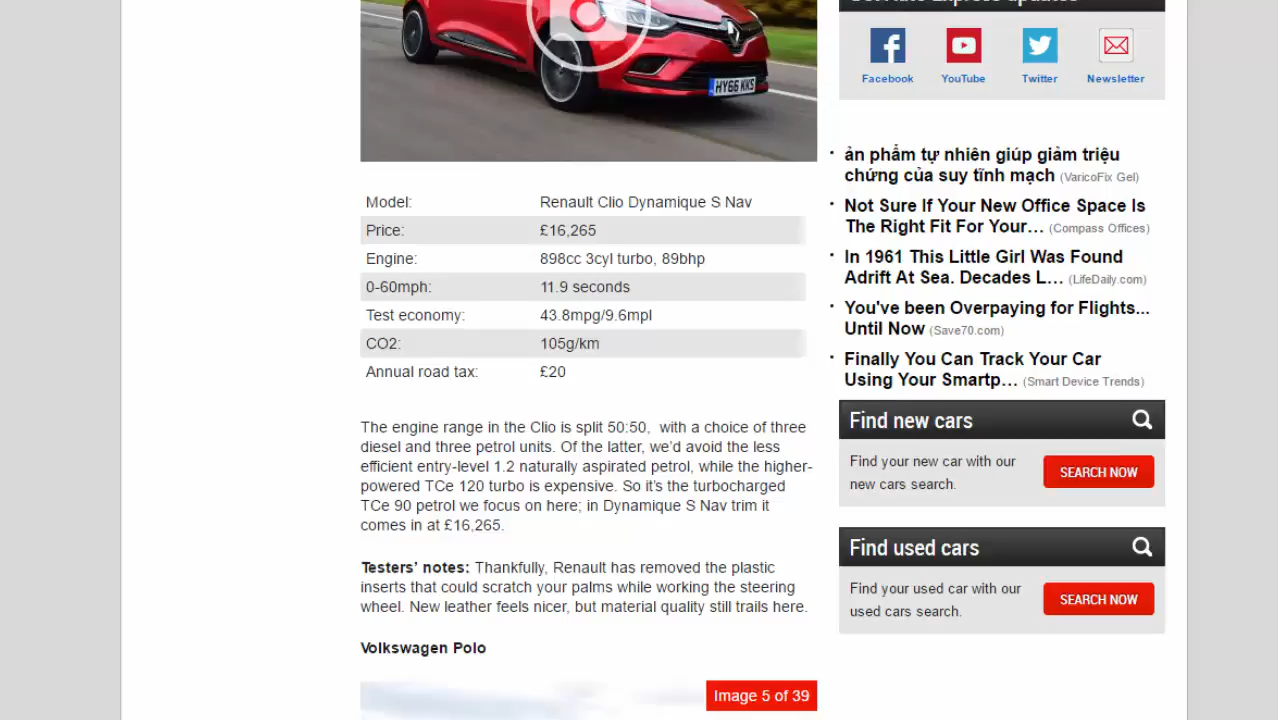 HY66 KKS
Facebook
YouTube
Twitter
Newsletter
ản phẩm tự nhiên giúp giảm triệu
chứng của suy tĩnh mạch (VaricoFix Gel)
Not Sure If Your New Office Space Is
The Right Fit For Your… (Compass Offices)
In 1961 This Little Girl Was Found
Adrift At Sea. Decades L… (LifeDaily.com)
You've been Overpaying for Flights...
Until Now (Save70.com)
Finally You Can Track Your Car
Using Your Smartp… (Smart Device Trends)
Model: Renault Clio Dynamique S Nav
Price: £16,265
Engine: 898cc 3cyl turbo, 89bhp
0-60mph: 11.9 seconds
Test economy: 43.8mpg/9.6mpl
CO2: 105g/km
Annual road tax: £20
The engine range in the Clio is split 50:50, with a choice of three
diesel and three petrol units. Of the latter, we’d avoid the less
efficient entry-level 1.2 naturally aspirated petrol, while the higher-
powered TCe 120 turbo is expensive. So it’s the turbocharged
TCe 90 petrol we focus on here; in Dynamique S Nav trim it
comes in at £16,265.
Testers’ notes: Thankfully, Renault has removed the plastic
inserts that could scratch your palms while working the steering
wheel. New leather feels nicer, but material quality still trails here.
Volkswagen Polo
Image 5 of 39
Find new cars
Find your new car with our
new cars search.
SEARCH NOW
Find used cars
Find your used car with our
used cars search.
SEARCH NOW